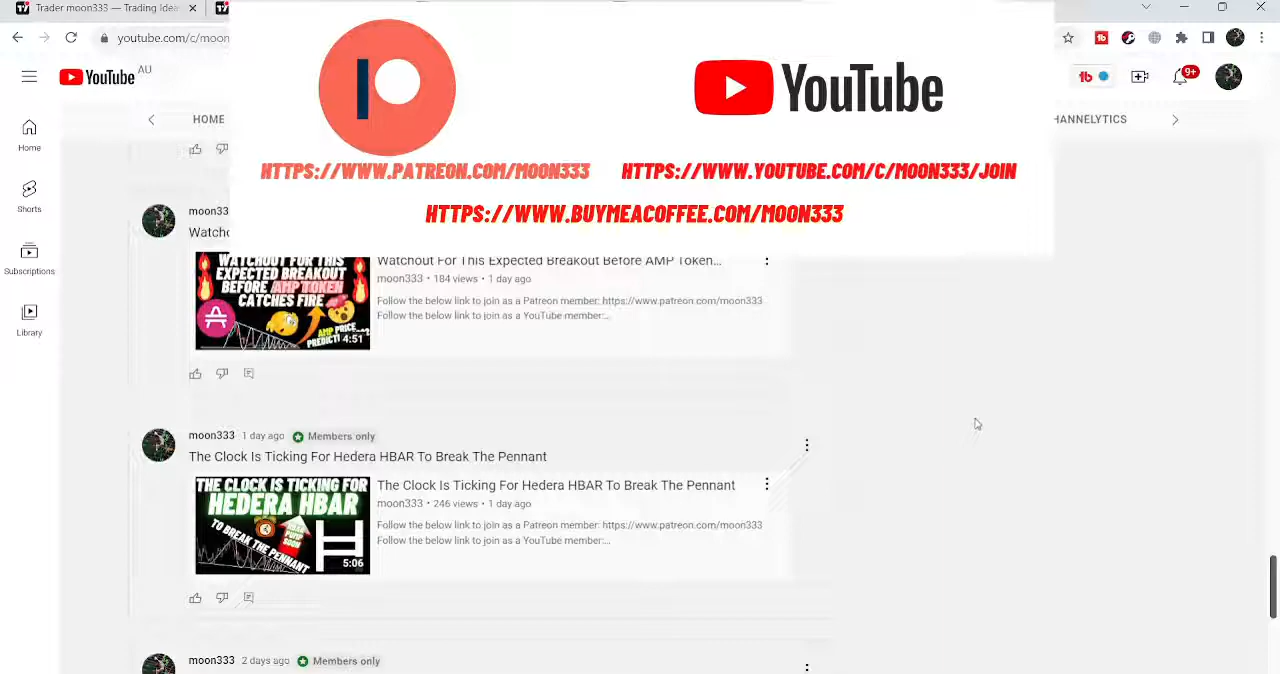 Trader moon333 — Trading Idea
youtube.com/c/moon
YouTube
HTTPS://WWW.PATREON.COM/MOON333
HTTPS://WWW.YOUTUBE.COM/C/MOON333/JOIN
HTTPS://WWW.BUYMEACOFFEE.COM/MOON333
YouTube AU
9+
HOME
HANNELYTICS
Home
Shorts
Subscriptions
Library
moon33
Watcho
WATCHOUT FOR THIS
EXPECTED BREAKOUT
BEFORE AMP TOKEN
CATCHES FIRE
AMP PRICE
4:51
Watchout For This Expected Breakout Before AMP Token...
moon333 • 184 views • 1 day ago
Follow the below link to join as a Patreon member: https://www.patreon.com/moon333
Follow the below link to join as a YouTube member:...
moon333 1 day ago Members only
The Clock Is Ticking For Hedera HBAR To Break The Pennant
THE CLOCK IS TICKING FOR
HEDERA HBAR
TO BREAK THE PENNANT
5:06
The Clock Is Ticking For Hedera HBAR To Break The Pennant
moon333 • 246 views • 1 day ago
Follow the below link to join as a Patreon member: https://www.patreon.com/moon333
Follow the below link to join as a YouTube member:...
moon333 2 days ago Members only